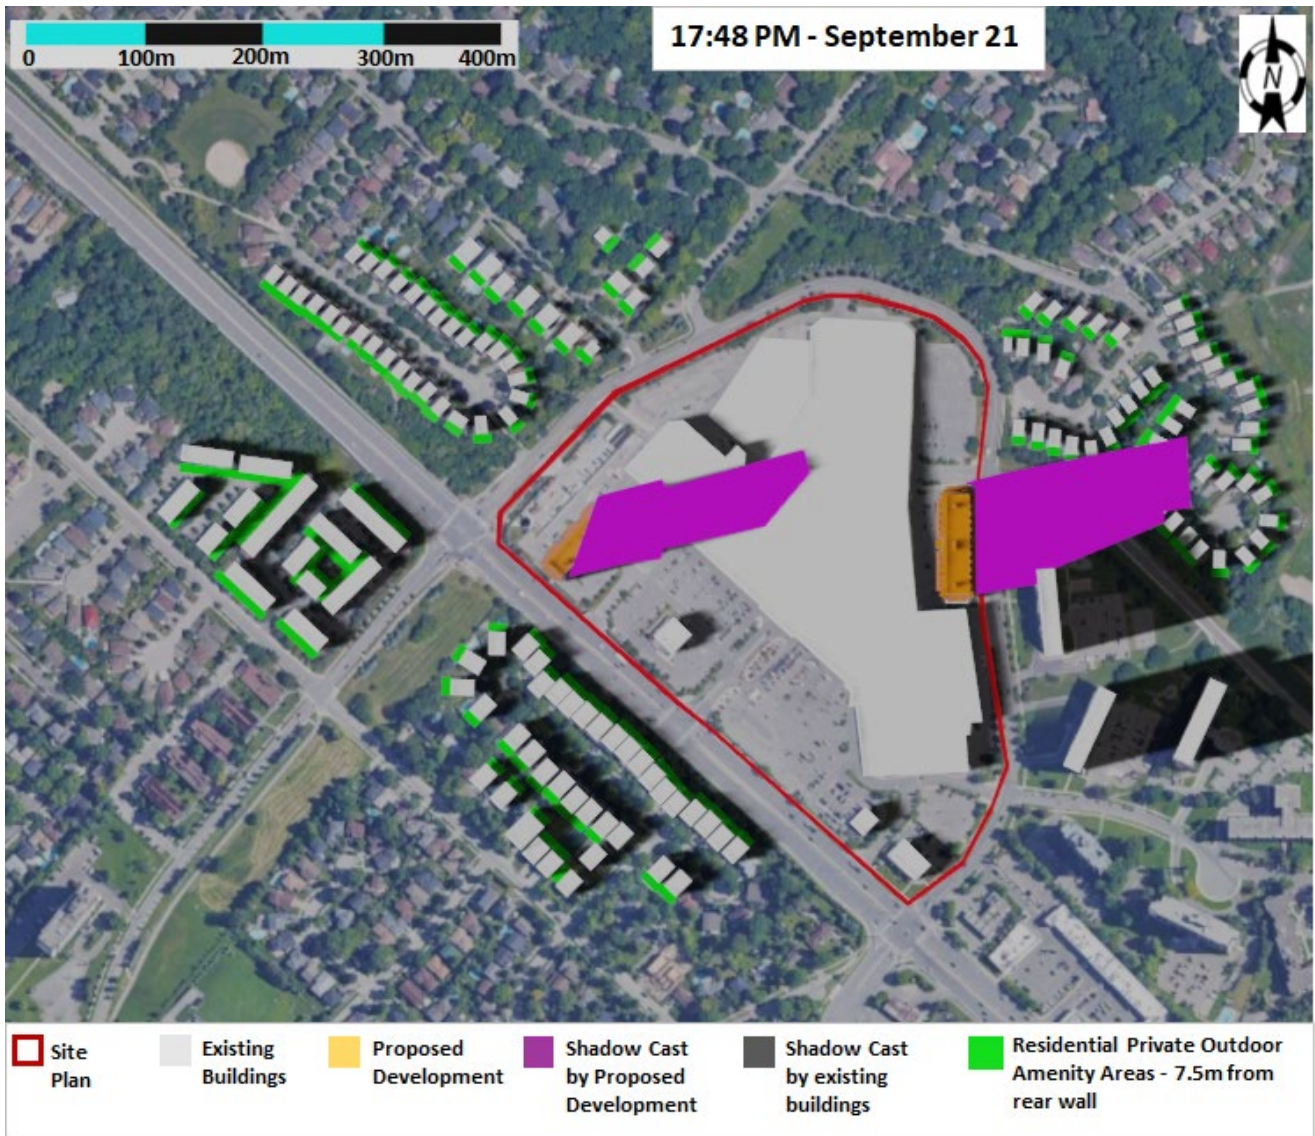 17:48 PM - September 21
0 100m 200m 300m 400m
N
Site
Plan
Existing
Buildings
Proposed
Development
Shadow Cast
by Proposed
Development
Shadow Cast
by existing
buildings
Residential Private Outdoor
Amenity Areas - 7.5m from
rear wall